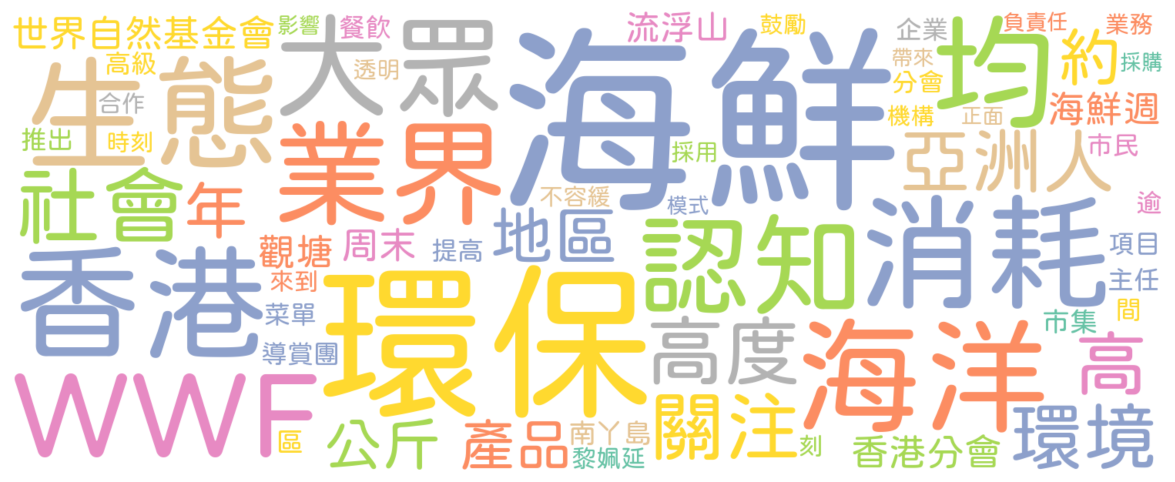 世界自然基金會
影響
餐飲
流浮山
鼓勵
企業
負責任
業務
生態
高級
大眾
透明
海鮮
帶來
分會
均
約
採購
合作
機構
正面
海鮮週
推出
時刻
業界
採用
亞洲人
市民
社會
年
不容緩
模式
逾
觀塘
周末
提高
地區
認知
消耗
項目
香港
來到
菜單
導賞團
環保
高度
海洋
主任
間
市集
高
WWF
區
公斤
產品
南丫島
黎姵延
關注
刻
香港分會
環境